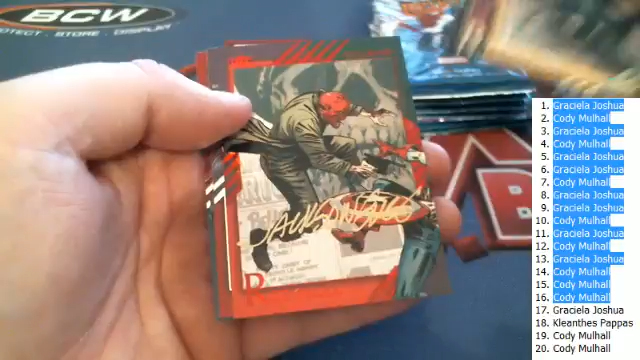 BCW
PROTECT . STORE . DISPLAY
JACKSONBALL
1. Graciela Joshua
2. Cody Mulhall
3. Graciela Joshua
4. Cody Mulhall
5. Graciela Joshua
6. Graciela Joshua
7. Cody Mulhall
8. Graciela Joshua
9. Graciela Joshua
10. Cody Mulhall
11. Graciela Joshua
12. Cody Mulhall
13. Graciela Joshua
14. Cody Mulhall
15. Cody Mulhall
16. Cody Mulhall
17. Graciela Joshua
18. Kleanthes Pappas
19. Cody Mulhall
20. Cody Mulhall